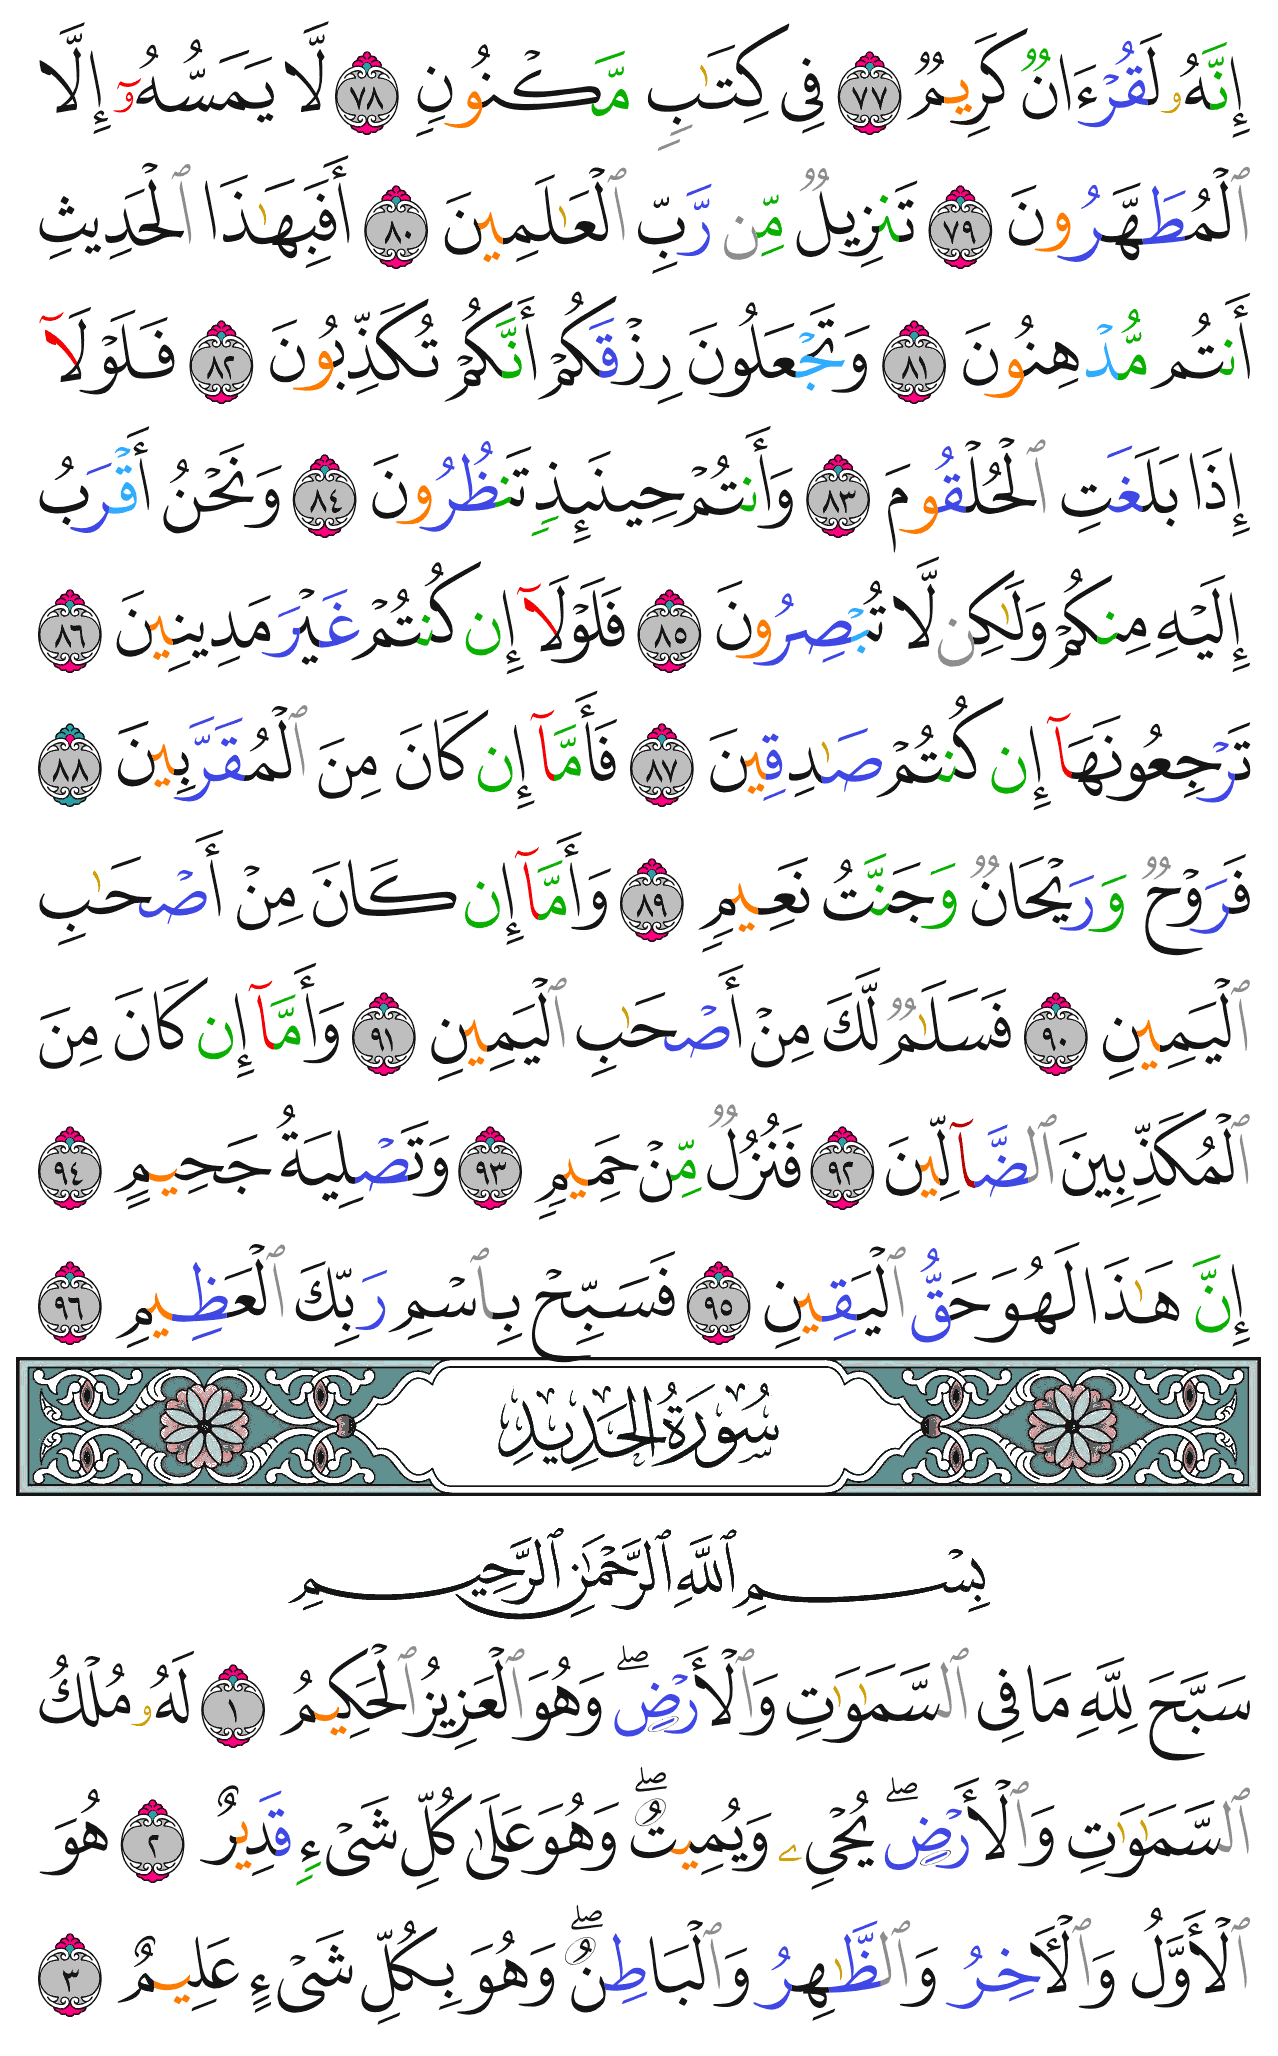 إِنَّهُۥ لَقُرْءَانٌ كَرِيمٌ ٧٧ فِى كِتَـٰبٍ مَّكْنُونٍ ٧٨ لَّا يَمَسُّهُۥٓ إِلَّا
ٱلْمُطَهَّرُونَ ٧٩ تَنزِيلٌ مِّن رَّبِّ ٱلْعَـٰلَمِينَ ٨٠ أَفَبِهَـٰذَا ٱلْحَدِيثِ
أَنتُم مُّدْهِنُونَ ٨١ وَتَجْعَلُونَ رِزْقَكُمْ أَنَّكُمْ تُكَذِّبُونَ ٨٢ فَلَوْلَآ
إِذَا بَلَغَتِ ٱلْحُلْقُومَ ٨٣ وَأَنتُمْ حِينَئِذٍ تَنظُرُونَ ٨٤ وَنَحْنُ أَقْرَبُ
إِلَيْهِ مِنكُمْ وَلَـٰكِن لَّا تُبْصِرُونَ ٨٥ فَلَوْلَآ إِن كُنتُمْ غَيْرَ مَدِينِينَ ٨٦
تَرْجِعُونَهَآ إِن كُنتُمْ صَـٰدِقِينَ ٨٧ فَأَمَّآ إِن كَانَ مِنَ ٱلْمُقَرَّبِينَ ٨٨
فَرَوْحٌ وَرَيْحَانٌ وَجَنَّتُ نَعِيمٍ ٨٩ وَأَمَّآ إِن كَانَ مِنْ أَصْحَـٰبِ
ٱلْيَمِينِ ٩٠ فَسَلَـٰمٌ لَّكَ مِنْ أَصْحَـٰبِ ٱلْيَمِينِ ٩١ وَأَمَّآ إِن كَانَ مِنَ
ٱلْمُكَذِّبِينَ ٱلضَّآلِّينَ ٩٢ فَنُزُلٌ مِّنْ حَمِيمٍ ٩٣ وَتَصْلِيَةُ جَحِيمٍ ٩٤
إِنَّ هَـٰذَا لَهُوَ حَقُّ ٱلْيَقِينِ ٩٥ فَسَبِّحْ بِٱسْمِ رَبِّكَ ٱلْعَظِيمِ ٩٦
سُورَةُ الحَدِيدِ
بِسْمِ ٱللَّهِ ٱلرَّحْمَـٰنِ ٱلرَّحِيمِ
سَبَّحَ لِلَّهِ مَا فِى ٱلسَّمَـٰوَٰتِ وَٱلْأَرْضِ ۖ وَهُوَ ٱلْعَزِيزُ ٱلْحَكِيمُ ١ لَهُۥ مُلْكُ
ٱلسَّمَـٰوَٰتِ وَٱلْأَرْضِ ۖ يُحْىِۦ وَيُمِيتُ ۖ وَهُوَ عَلَىٰ كُلِّ شَىْءٍ قَدِيرٌ ٢ هُوَ
ٱلْأَوَّلُ وَٱلْـَٔاخِرُ وَٱلظَّـٰهِرُ وَٱلْبَاطِنُ ۖ وَهُوَ بِكُلِّ شَىْءٍ عَلِيمٌ ٣